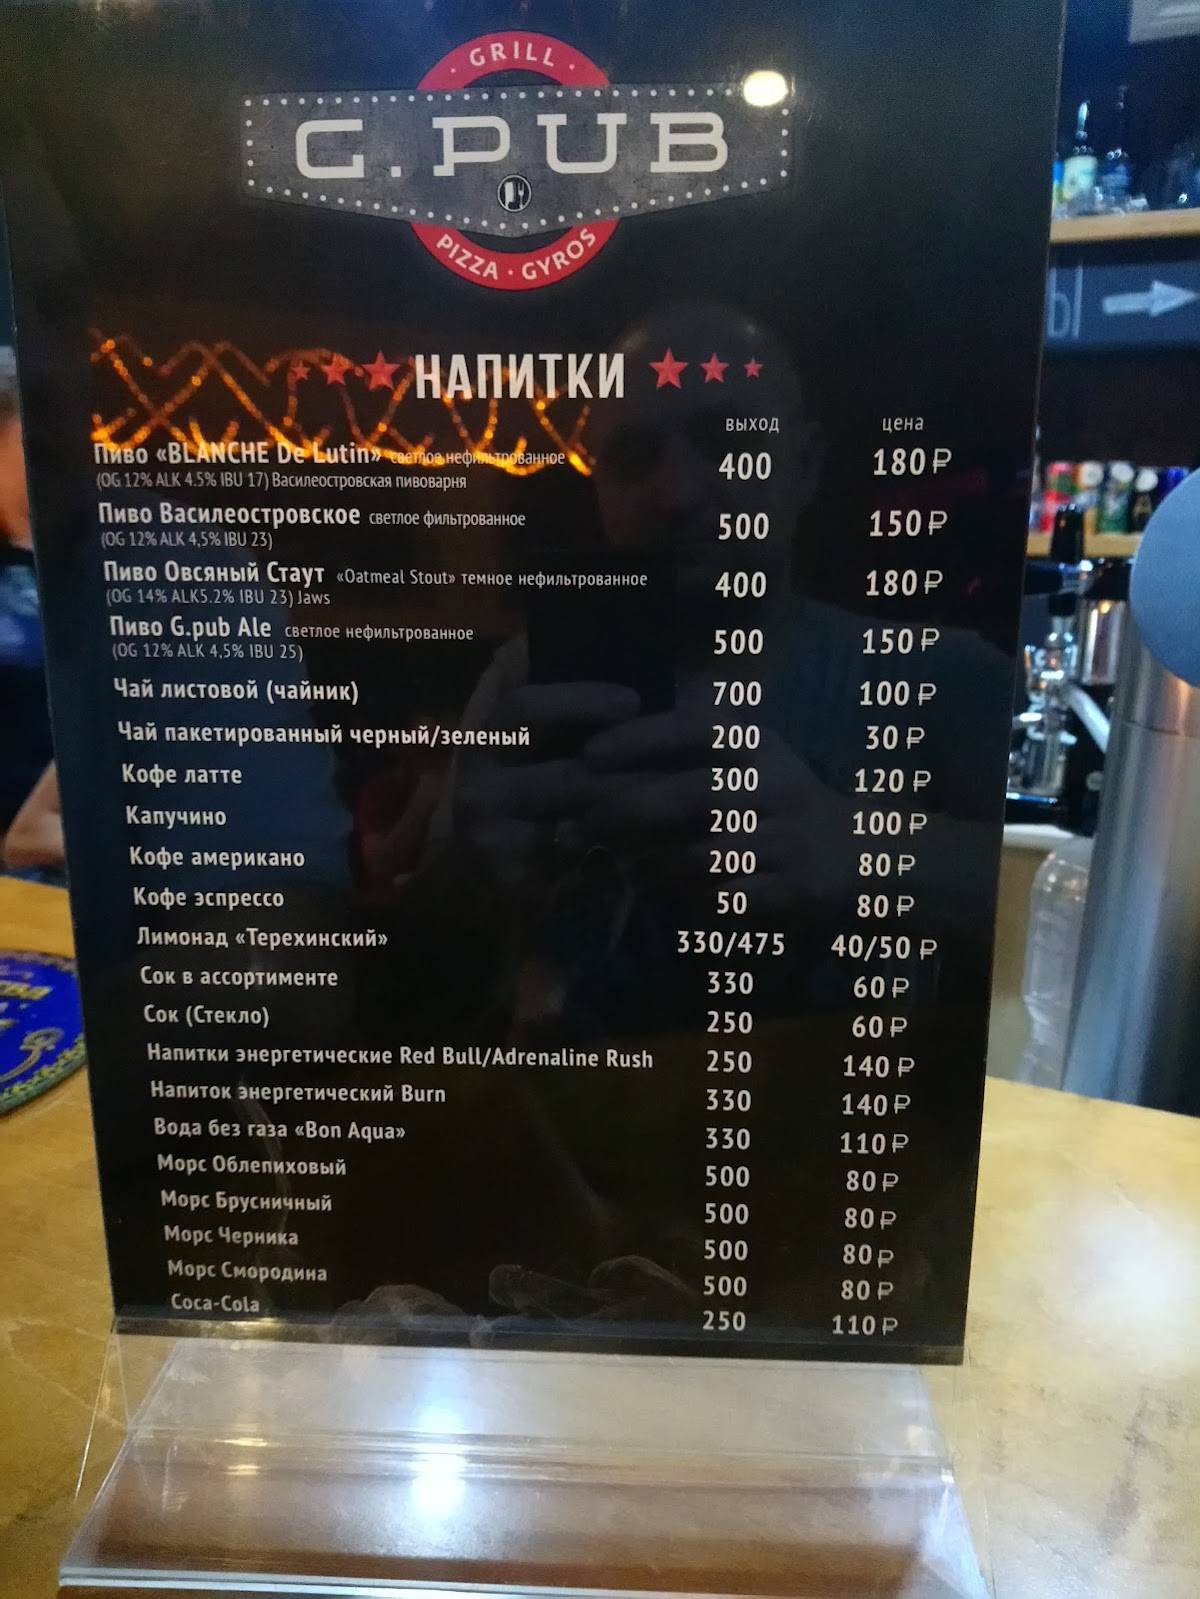 · GRILL ·
G.PUB
PIZZA · GYROS
НАПИТКИ
выход цена
Пиво «BLANCHE De Lutin» светлое нефильтрованное 400 180 ₽
(OG 12% ALK 4.5% IBU 17) Василеостровская пивоварня
Пиво Василеостровское светлое фильтрованное 500 150 ₽
(OG 12% ALK 4,5% IBU 23)
Пиво Овсяный Стаут «Oatmeal Stout» темное нефильтрованное 400 180 ₽
(OG 14% ALK5.2% IBU 23) Jaws
Пиво G.pub Ale светлое нефильтрованное 500 150 ₽
(OG 12% ALK 4,5% IBU 25)
Чай листовой (чайник) 700 100 ₽
Чай пакетированный черный/зеленый 200 30 ₽
Кофе латте 300 120 ₽
Капучино 200 100 ₽
Кофе американо 200 80 ₽
Кофе эспрессо 50 80 ₽
Лимонад «Терехинский» 330/475 40/50 ₽
Сок в ассортименте 330 60 ₽
Сок (Стекло) 250 60 ₽
Напитки энергетические Red Bull/Adrenaline Rush 250 140 ₽
Напиток энергетический Burn 330 140 ₽
Вода без газа «Bon Aqua» 330 110 ₽
Морс Облепиховый 500 80 ₽
Морс Брусничный 500 80 ₽
Морс Черника 500 80 ₽
Морс Смородина 500 80 ₽
Coca-Cola 250 110 ₽